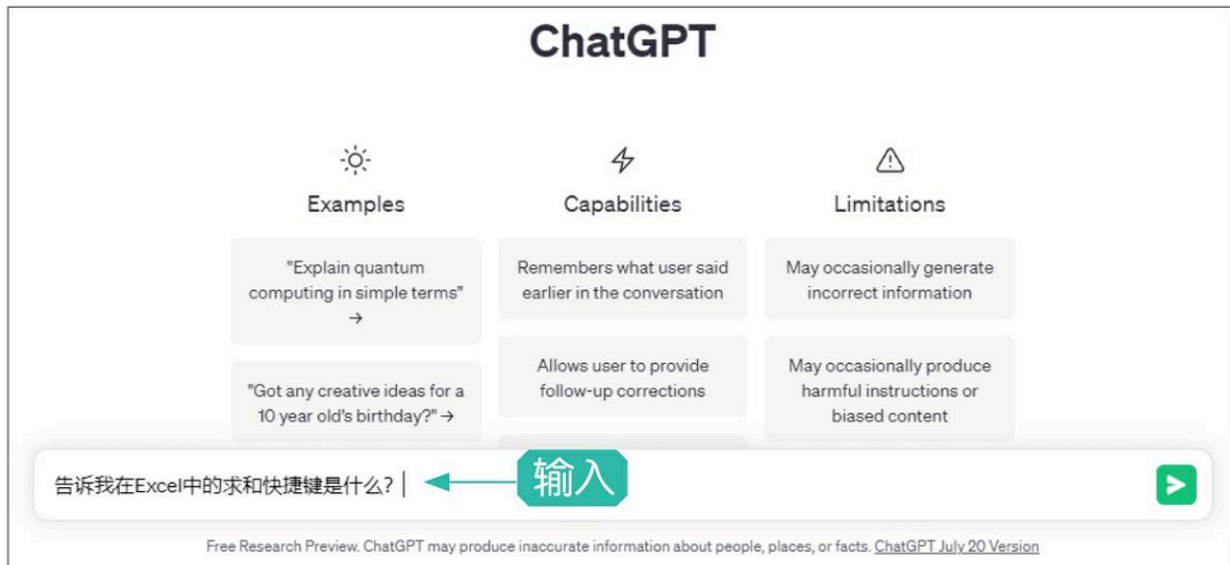 ChatGPT
Examples
Capabilities
Limitations
"Explain quantum
computing in simple terms"
→
Remembers what user said
earlier in the conversation
May occasionally generate
incorrect information
"Got any creative ideas for a
10 year old's birthday?" →
Allows user to provide
follow-up corrections
May occasionally produce
harmful instructions or
biased content
告诉我在Excel中的求和快捷键是什么?
输入
Free Research Preview. ChatGPT may produce inaccurate information about people, places, or facts. ChatGPT July 20 Version